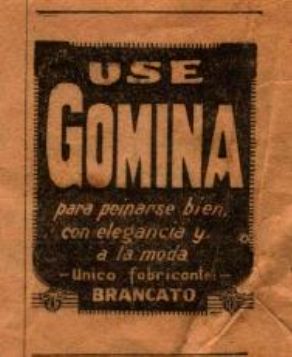 USE
GOMINA
para peinarse bien,
con elegancia y
a la moda
—Unico fabricante:—
BRANCATO